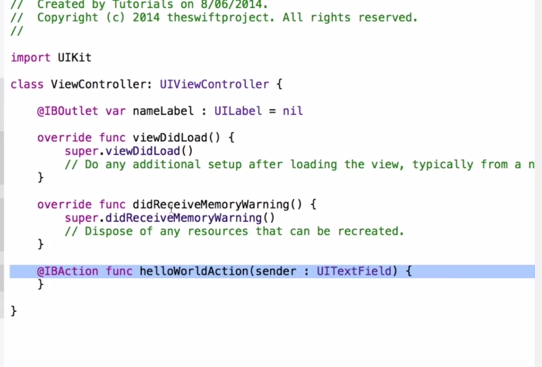 //  Created by Tutorials on 8/06/2014.
//  Copyright (c) 2014 theswiftproject. All rights reserved.
//
import UIKit
class ViewController: UIViewController {
@IBOutlet var nameLabel : UILabel = nil
override func viewDidLoad() {
super.viewDidLoad()
// Do any additional setup after loading the view, typically from a n
}
override func didReceiveMemoryWarning() {
super.didReceiveMemoryWarning()
// Dispose of any resources that can be recreated.
}
@IBAction func helloWorldAction(sender : UITextField) {
}
}